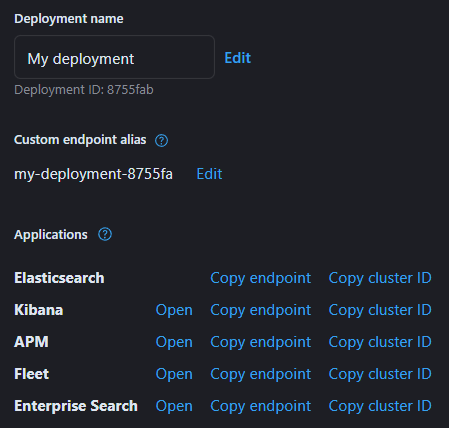 Deployment name
My deployment Edit
Deployment ID: 8755fab
Custom endpoint alias ?
my-deployment-8755fa Edit
Applications ?
Elasticsearch Copy endpoint Copy cluster ID
Kibana Open Copy endpoint Copy cluster ID
APM Open Copy endpoint Copy cluster ID
Fleet Open Copy endpoint Copy cluster ID
Enterprise Search Open Copy endpoint Copy cluster ID